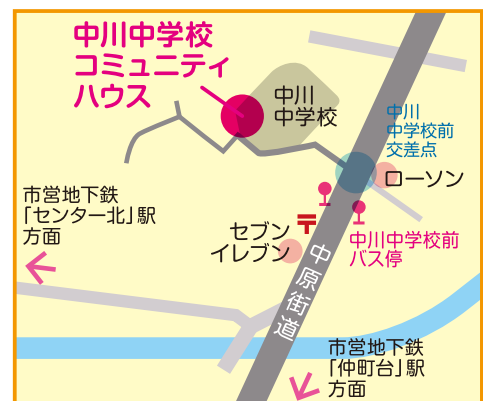 中川中学校
コミュニティ
ハウス
中川
中学校
中川
中学校前
交差点
ローソン
市営地下鉄
「センター北」駅
方面
〒
セブン
イレブン
中川中学校前
バス停
中原街道
市営地下鉄
「仲町台」駅
方面